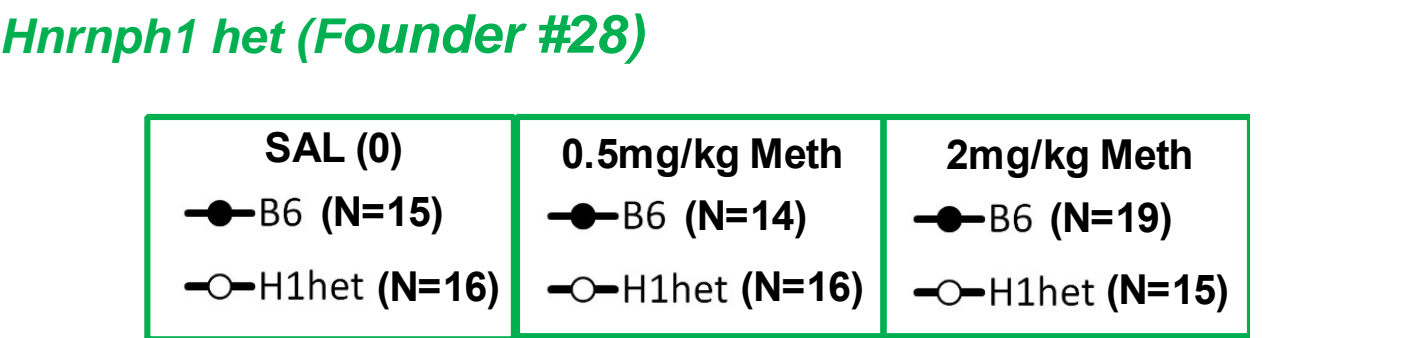 Hnrnph1 het (Founder #28)
SAL (0)
B6 (N=15)
H1het (N=16)
0.5mg/kg Meth
B6 (N=14)
H1het (N=16)
2mg/kg Meth
B6 (N=19)
H1het (N=15)